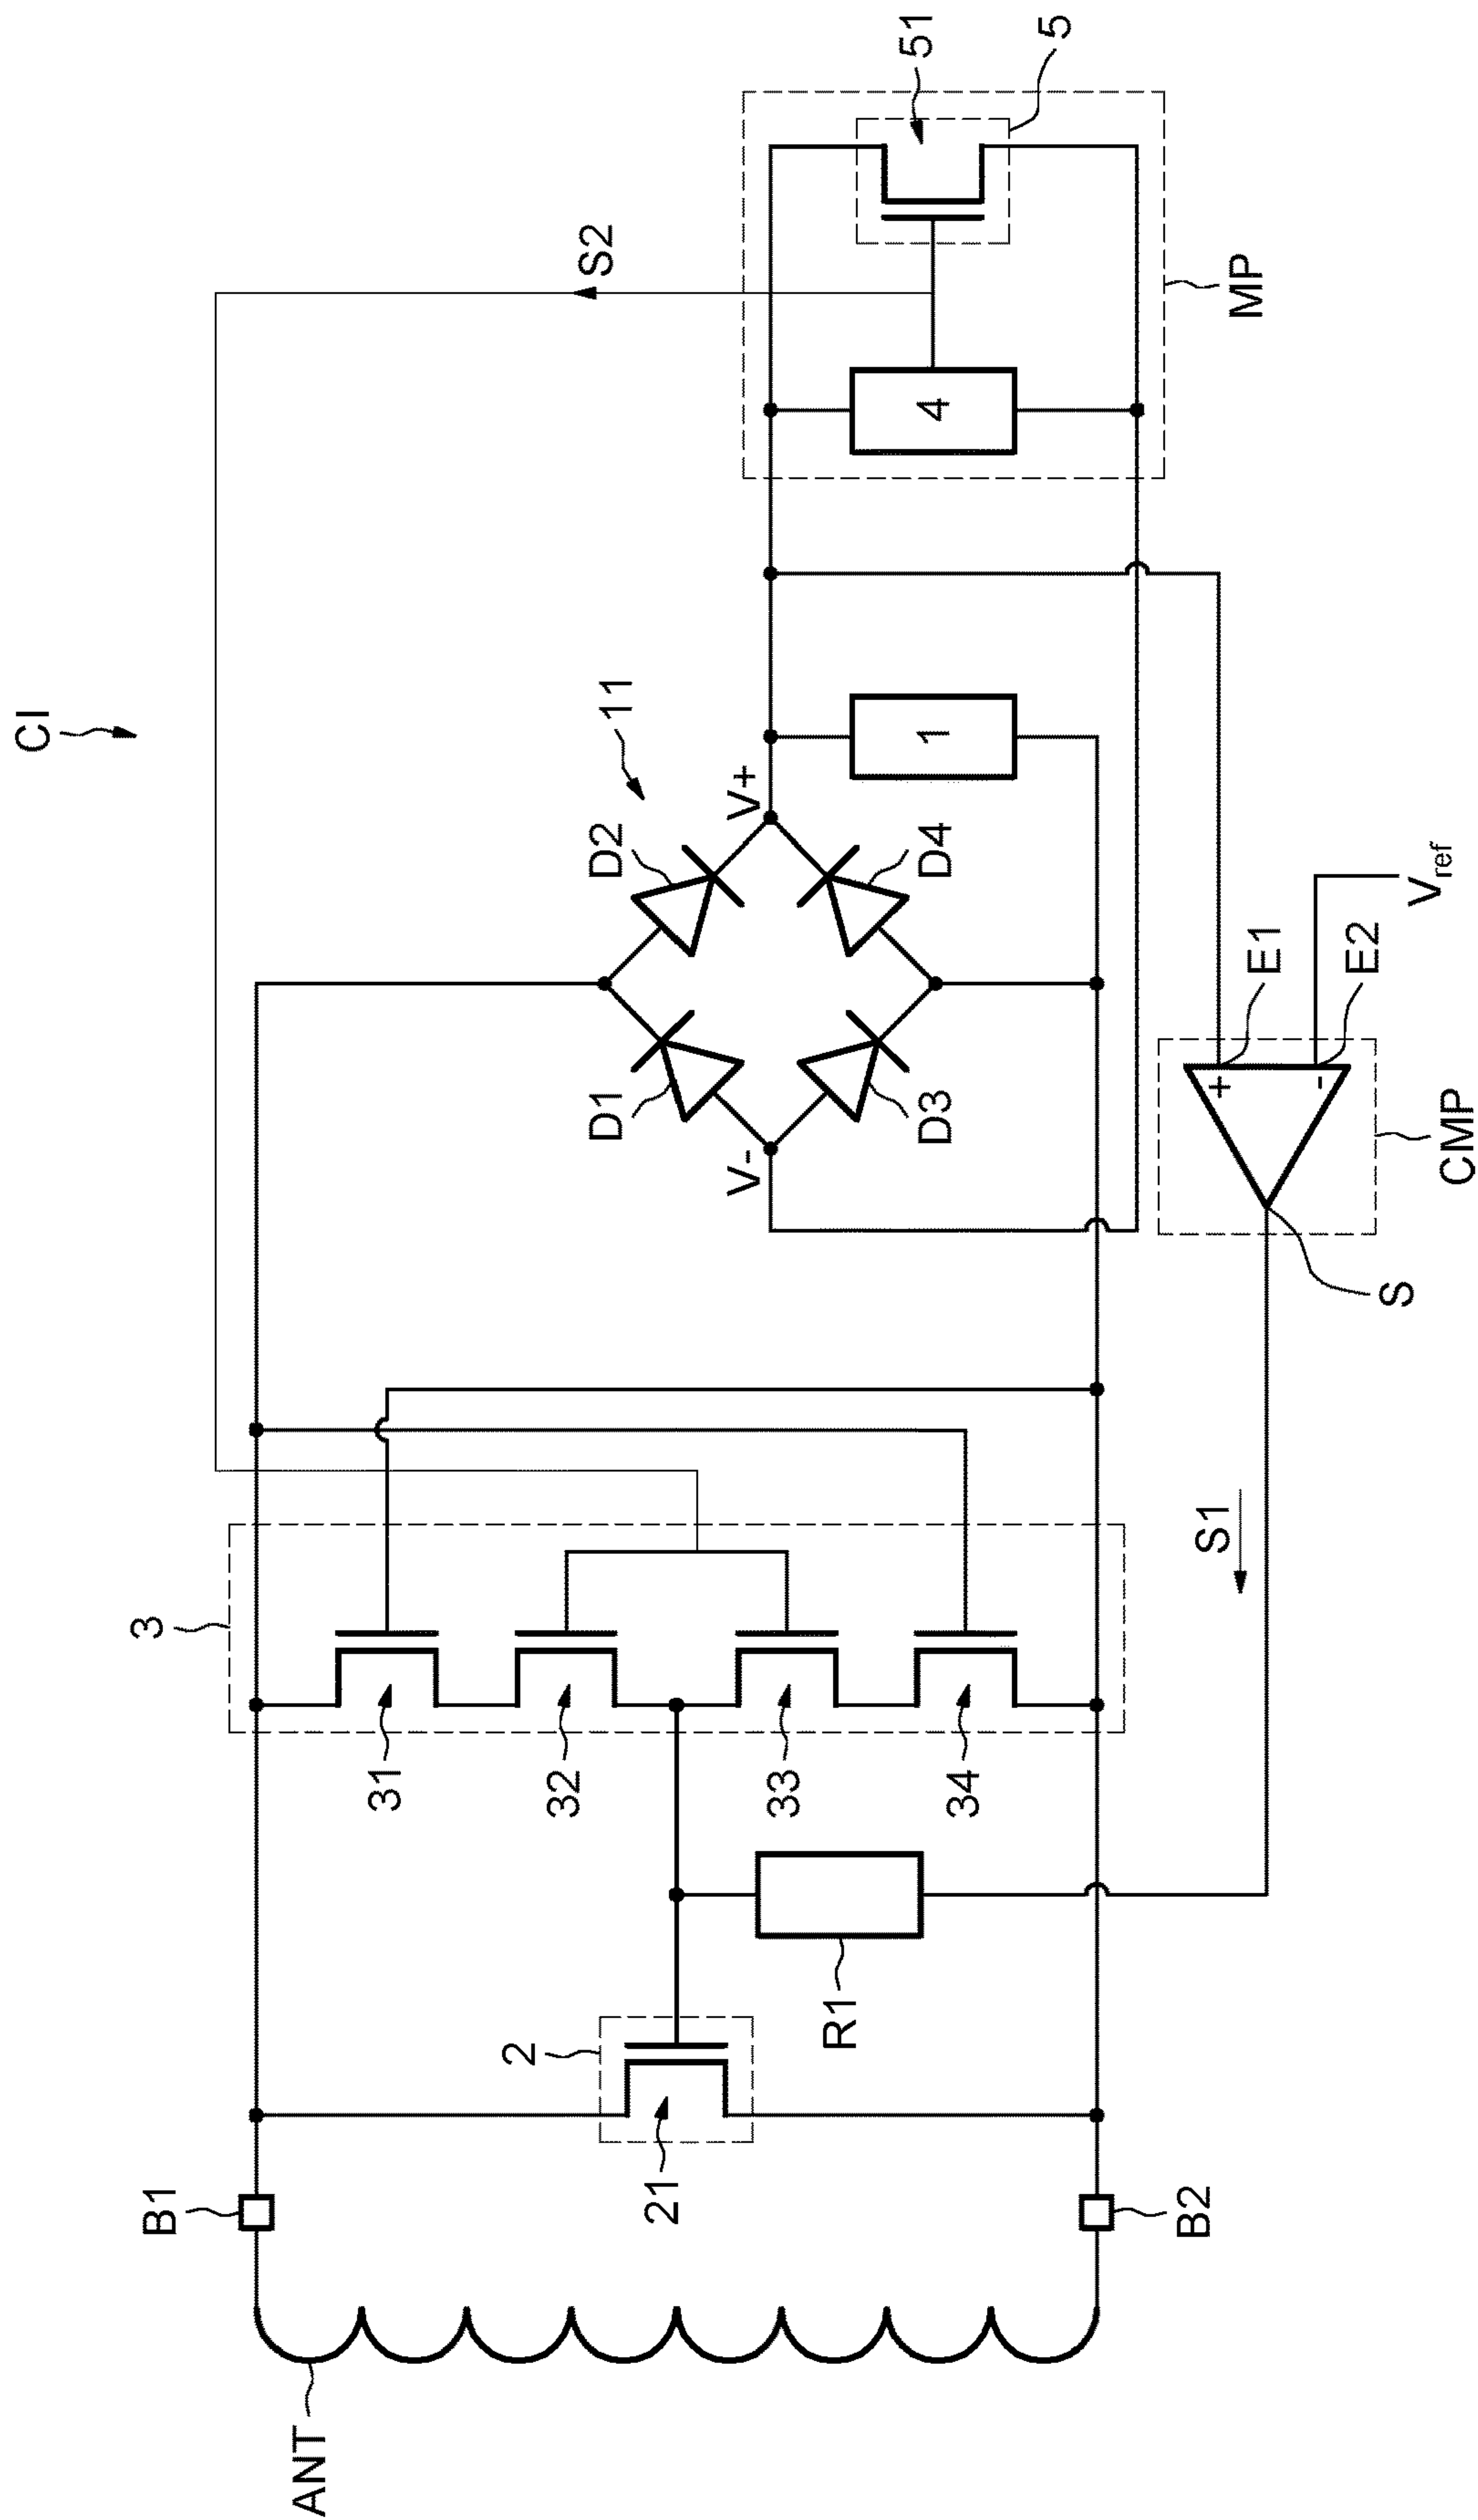 CI
ANT
B1
B2
2
21
R1
3
31
32
33
34
S1
S2
11
D1
D2
D3
D4
V-
V+
1
4
5
51
MP
+
-
E1
E2
Vref
S
CMP